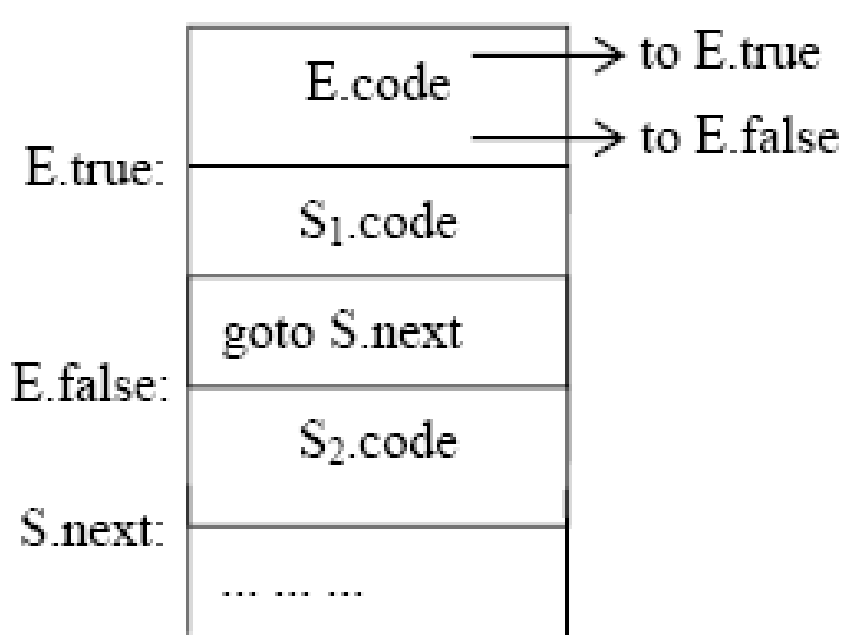 to E.true
E.code
to E.false
E.true:
S₁.code
goto S.next
E.false:
S₂.code
S.next:
... ... ...